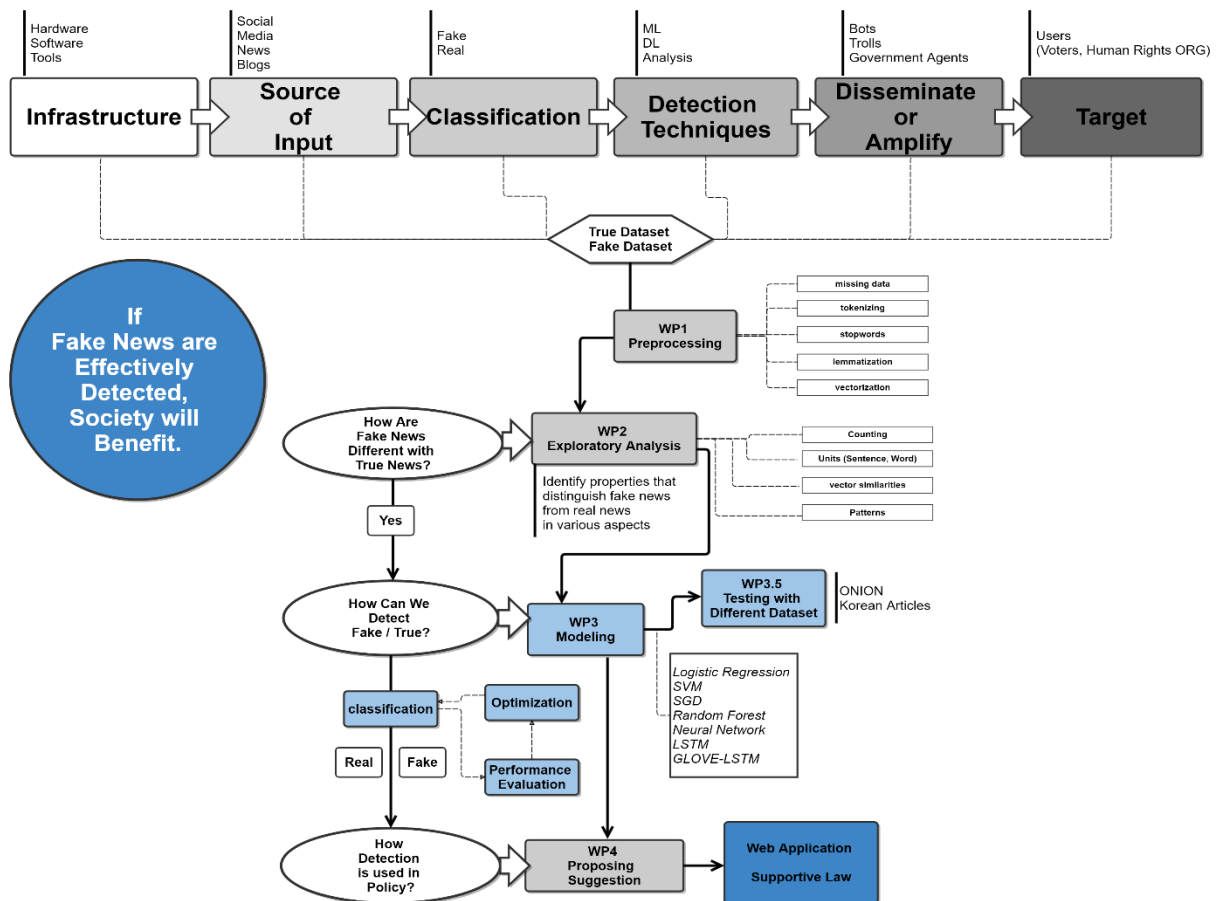 Hardware
Software
Tools
Social
Media
News
Blogs
Fake
Real
ML
DL
Analysis
Bots
Trolls
Government Agents
Users
(Voters, Human Rights ORG)
Infrastructure
Source
of
Input
Classification
Detection
Techniques
Disseminate
or
Amplify
Target
True Dataset
Fake Dataset
If
Fake News are
Effectively
Detected,
Society will
Benefit.
WP1
Preprocessing
missing data
tokenizing
stopwords
lemmatization
vectorization
How Are
Fake News
Different with
True News?
WP2
Exploratory Analysis
Counting
Units (Sentence, Word)
vector similarities
Patterns
Identify properties that
distinguish fake news
from real news
in various aspects
Yes
How Can We
Detect
Fake / True?
WP3
Modeling
WP3.5
Testing with
Different Dataset
ONION
Korean Articles
Logistic Regression
SVM
SGD
Random Forest
Neural Network
LSTM
GLOVE-LSTM
classification
Optimization
Performance
Evaluation
Real
Fake
How
Detection
is used in
Policy?
WP4
Proposing
Suggestion
Web Application
Supportive Law